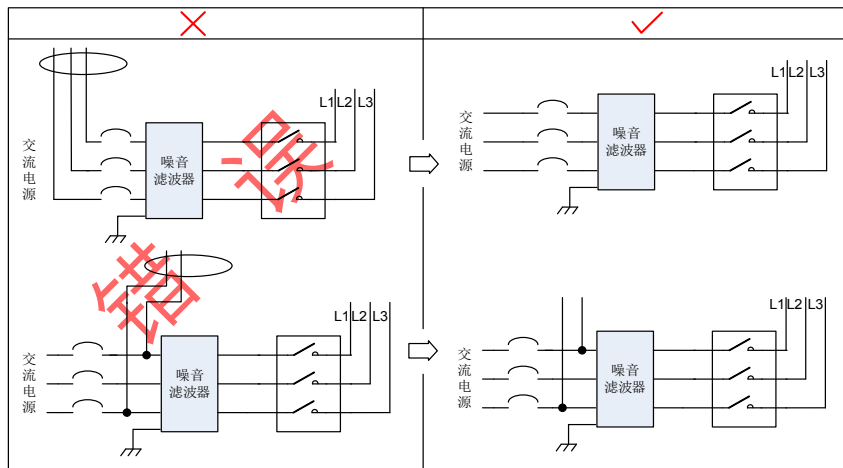 L1 L2 L3
交流电源
噪音
滤波器
L1 L2 L3
交流电源
噪音
滤波器
错误
L1 L2 L3
交流电源
噪音
滤波器
L1 L2 L3
交流电源
噪音
滤波器